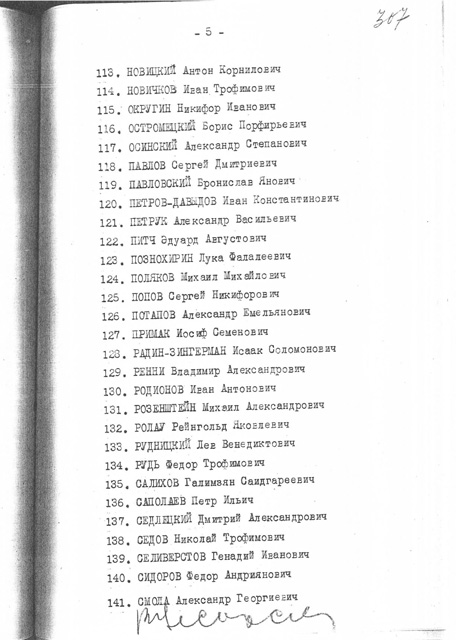 - 5 -
307
113. НОВИЦКИЙ Антон Корнилович
114. НОВИЧКОВ Иван Трофимович
115. ОКРУГИН Никифор Иванович
116. ОСТРОМЕЦКИЙ Борис Порфирьевич
117. ОСИНСКИЙ Александр Степанович
118. ПАВЛОВ Сергей Дмитриевич
119. ПАВЛОВСКИЙ Бронислав Янович
120. ПЕТРОВ-ДАВЫДОВ Иван Константинович
121. ПЕТРУК Александр Васильевич
122. ПИТЧ Эдуард Августович
123. ПОЗНОХИРИН Лука Фалалеевич
124. ПОЛЯКОВ Михаил Михайлович
125. ПОПОВ Сергей Никифорович
126. ПОТАПОВ Александр Емельянович
127. ПРИМАК Иосиф Семенович
128. РАДИН-ЗИНГЕРМАН Исаак Соломонович
129. РЕННИ Владимир Александрович
130. РОДИОНОВ Иван Антонович
131. РОЗЕНШТЕЙН Михаил Александрович
132. РОЛАУ Рейнгольд Яковлевич
133. РУДНИЦКИЙ Лев Венедиктович
134. РУДЬ Федор Трофимович
135. САЛИХОВ Галимзян Саидгареевич
136. САПОЛАЕВ Петр Ильич
137. СЕДЛЕЦКИЙ Дмитрий Александрович
138. СЕДОВ Николай Трофимович
139. СЕЛИВЕРСТОВ Генадий Иванович
140. СИДОРОВ Федор Андриянович
141. СМОЛА Александр Георгиевич